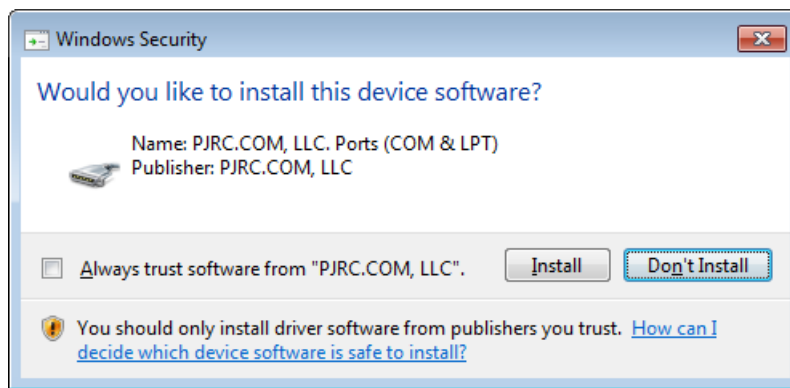 Windows Security
Would you like to install this device software?
Name: PJRC.COM, LLC. Ports (COM & LPT)
Publisher: PJRC.COM, LLC
Always trust software from "PJRC.COM, LLC".
Install
Don't Install
You should only install driver software from publishers you trust. How can I
decide which device software is safe to install?